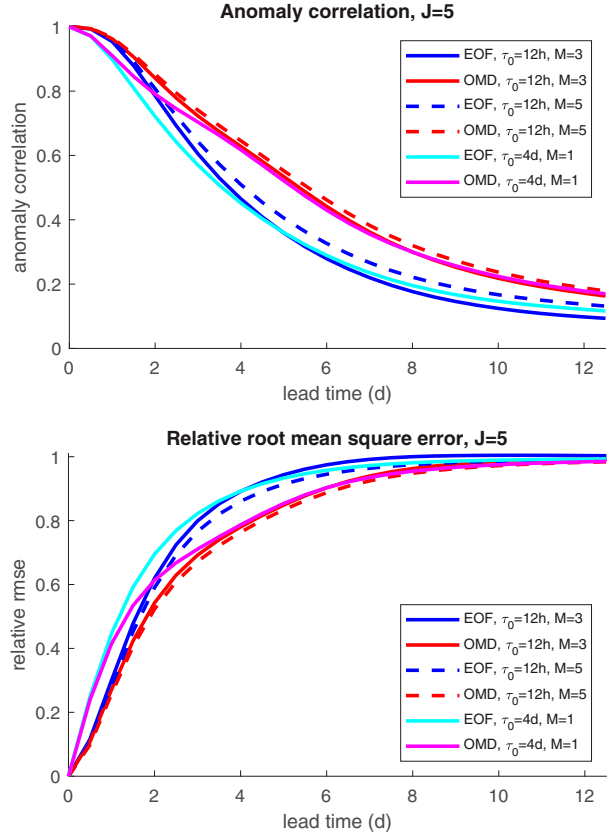 Anomaly correlation, J=5
1
0.8
0.6
0.4
0.2
0
anomaly correlation
EOF, τ₀=12h, M=3
OMD, τ₀=12h, M=3
EOF, τ₀=12h, M=5
OMD, τ₀=12h, M=5
EOF, τ₀=4d, M=1
OMD, τ₀=4d, M=1
0 2 4 6 8 10 12
lead time (d)
Relative root mean square error, J=5
1
0.8
0.6
0.4
0.2
0
relative rmse
EOF, τ₀=12h, M=3
OMD, τ₀=12h, M=3
EOF, τ₀=12h, M=5
OMD, τ₀=12h, M=5
EOF, τ₀=4d, M=1
OMD, τ₀=4d, M=1
0 2 4 6 8 10 12
lead time (d)